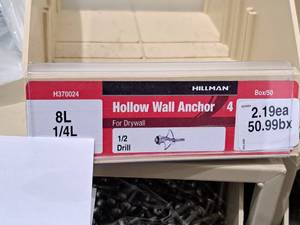 H370024
HILLMAN
Box/50
8L
1/4L
Hollow Wall Anchor 4
For Drywall
1/2
Drill
2.19ea
50.99bx